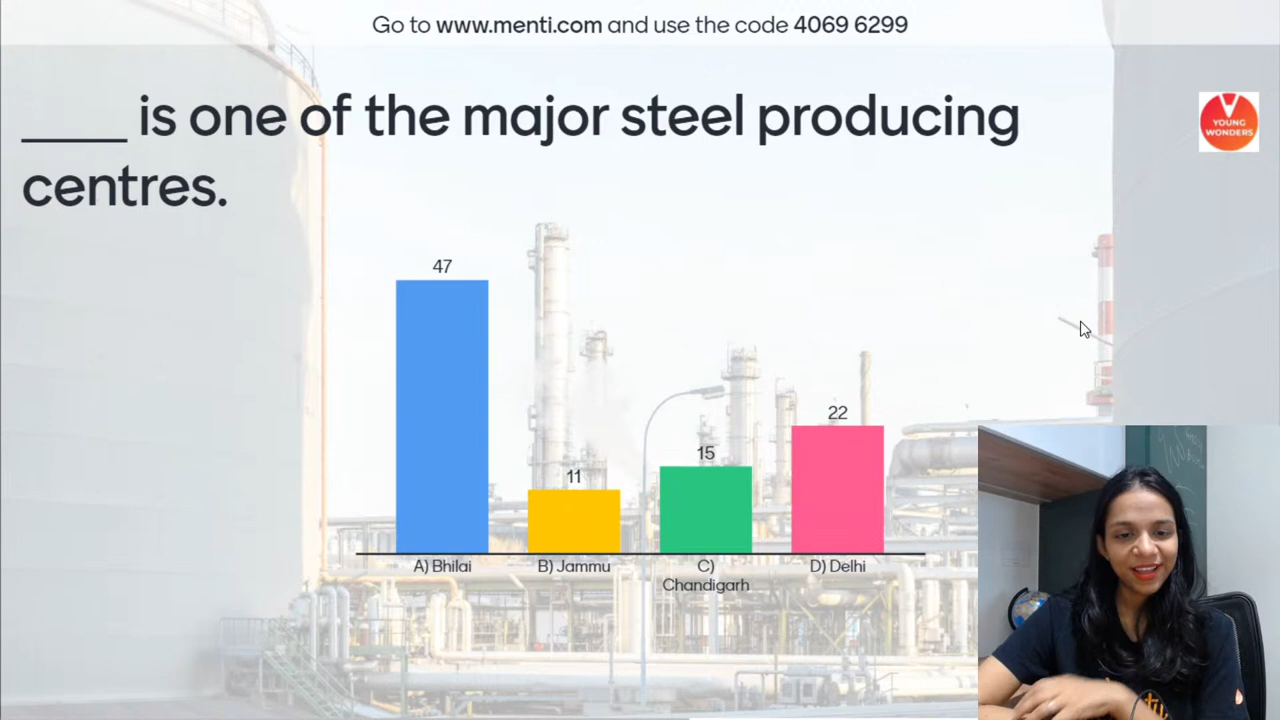 Go to www.menti.com and use the code 4069 6299
____ is one of the major steel producing
centres.
YOUNG
WONDERS
47
11
15
22
A) Bhilai
B) Jammu
C)
Chandigarh
D) Delhi